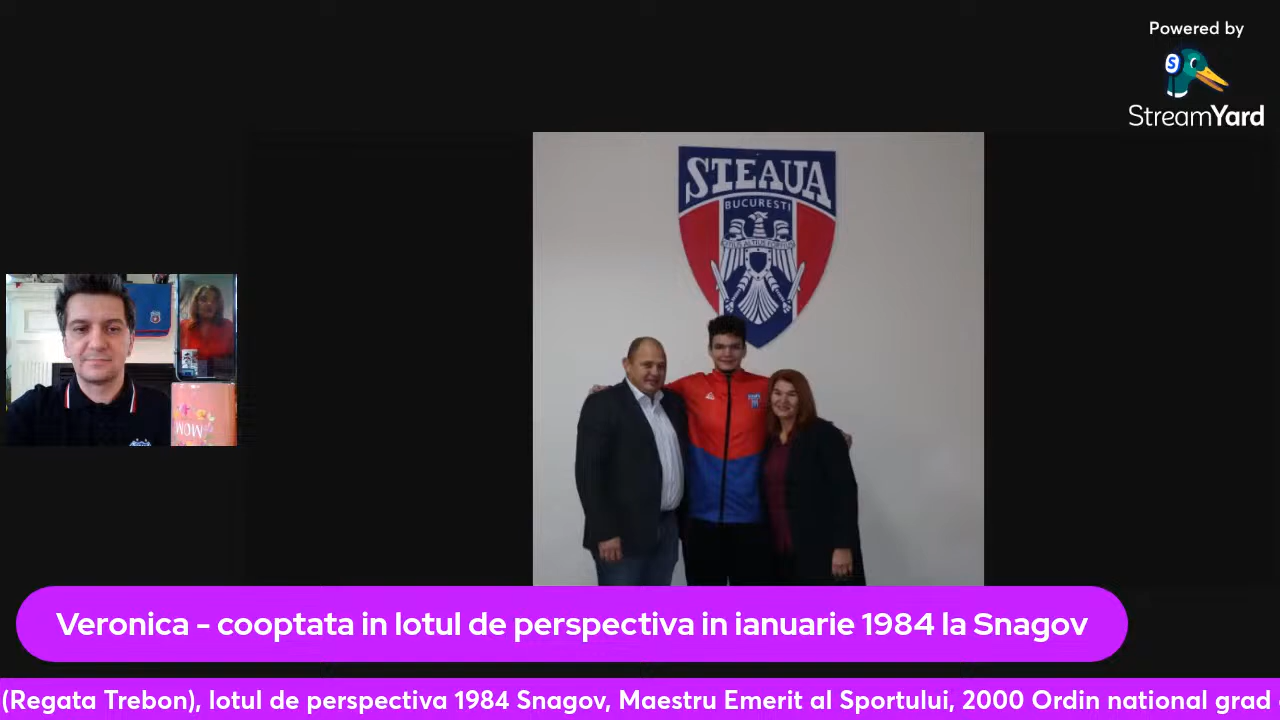 Powered by
StreamYard
STEAUA
BUCURESTI
MOM
Veronica - cooptata in lotul de perspectiva in ianuarie 1984 la Snagov
(Regata Trebon), lotul de perspectiva 1984 Snagov, Maestru Emerit al Sportului, 2000 Ordin national grad